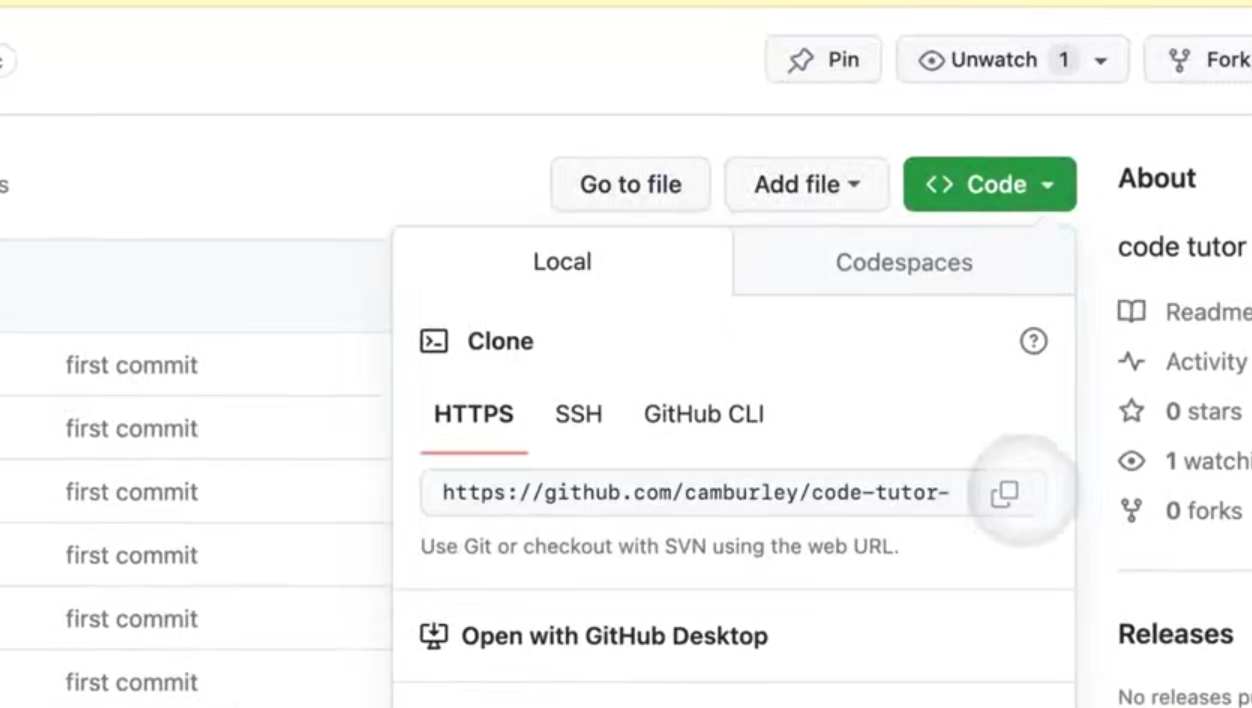 Pin
Unwatch 1
Fork
s
Go to file
Add file
<> Code
About
Local
Codespaces
code tutor
Clone
Readme
first commit
Activity
HTTPS SSH GitHub CLI
0 stars
first commit
1 watchi
https://github.com/camburley/code-tutor-
first commit
0 forks
Use Git or checkout with SVN using the web URL.
first commit
first commit
Open with GitHub Desktop
Releases
first commit
No releases p